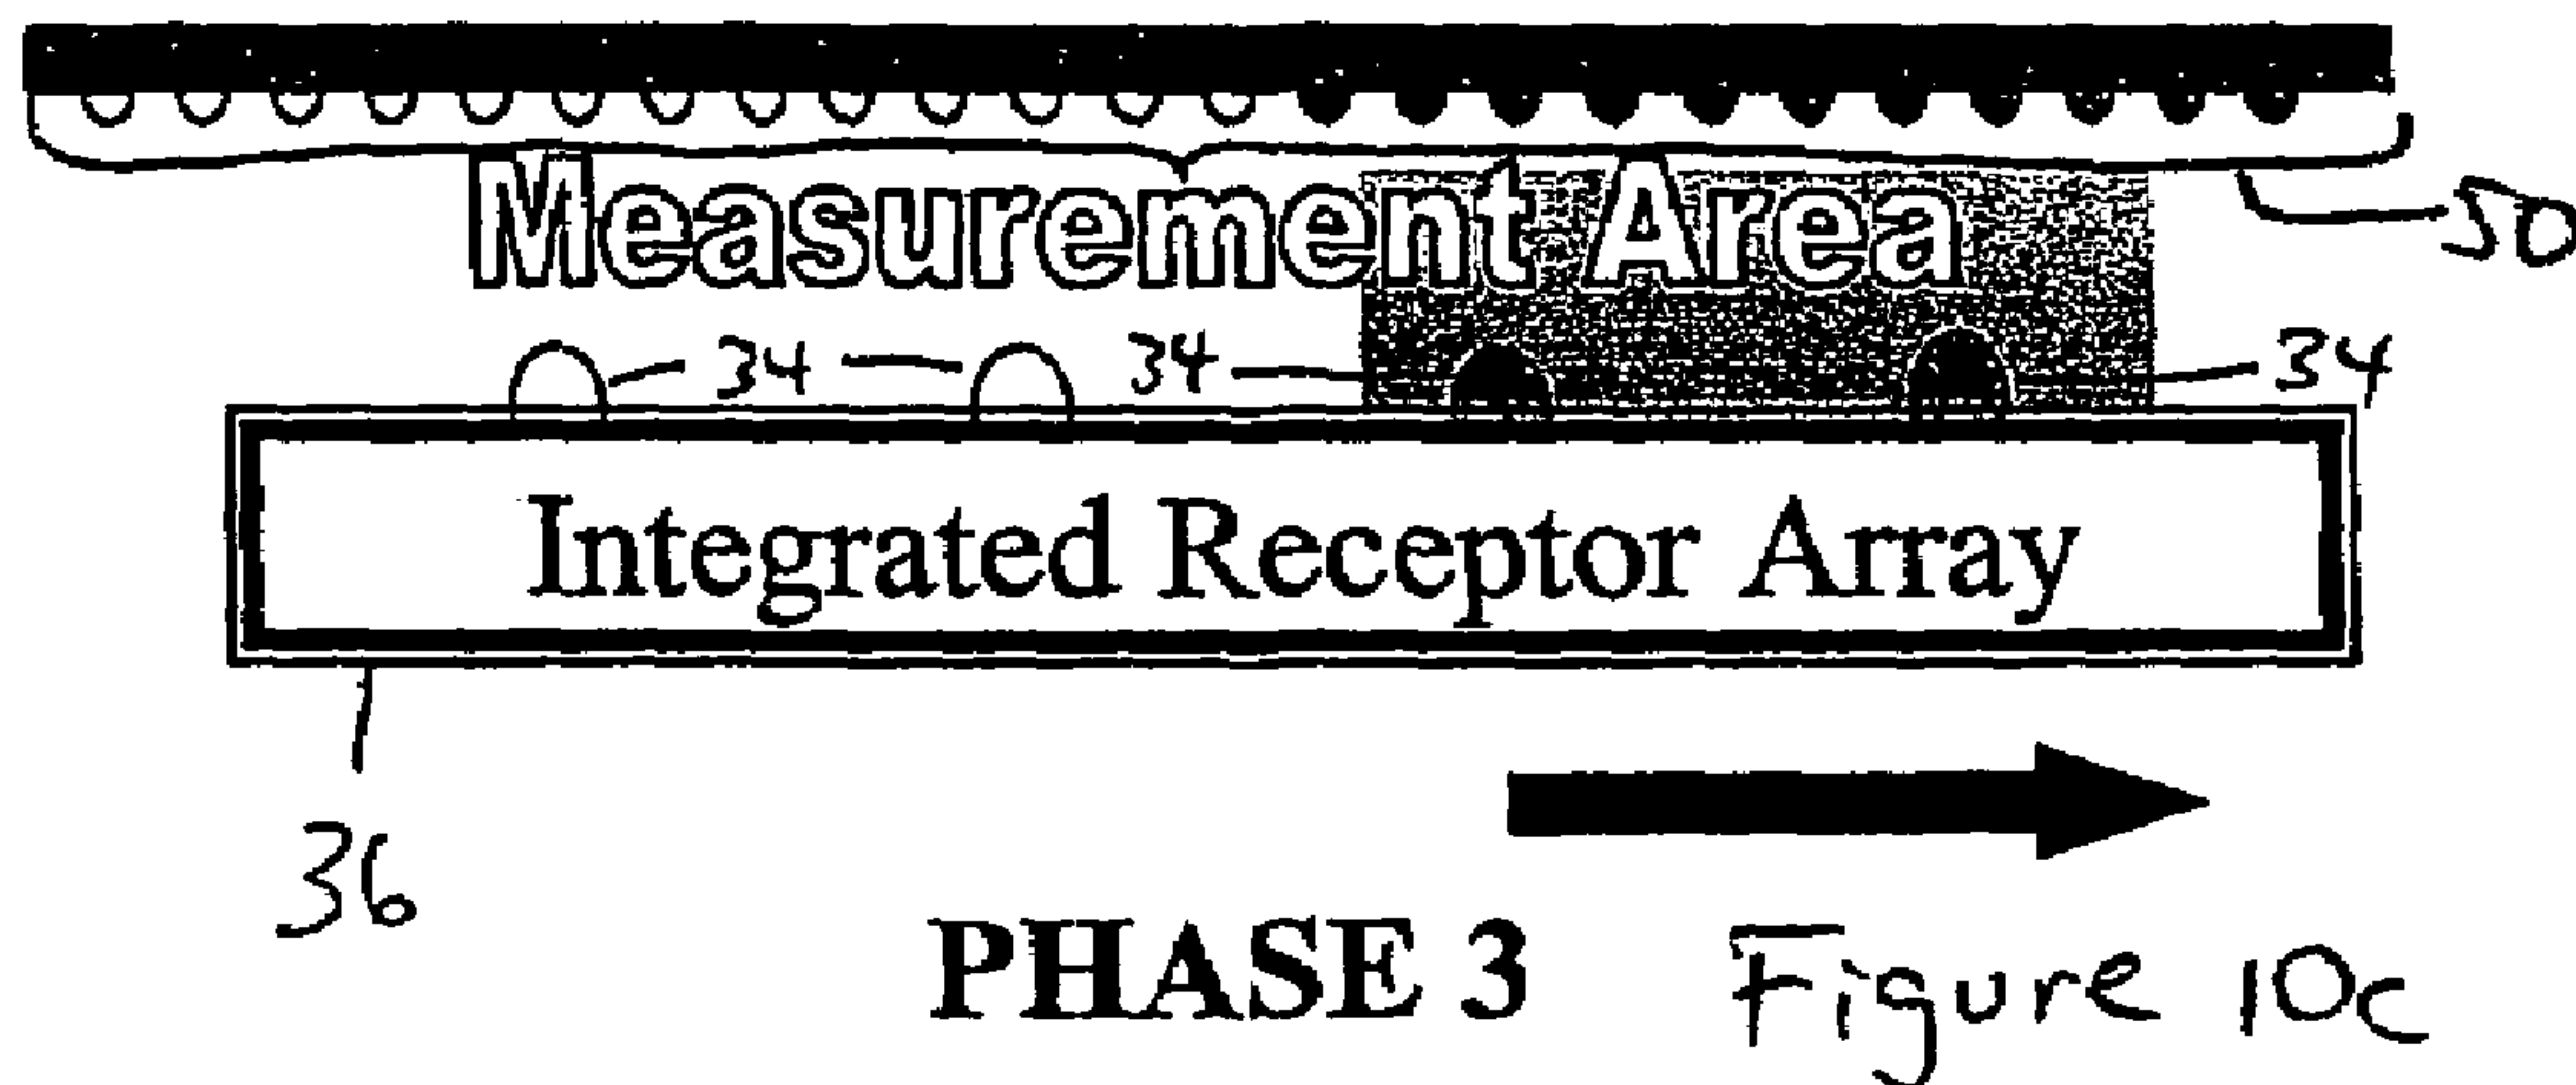 Measurement Area
50
34 34 34
Integrated Receptor Array
36
PHASE 3
Figure 10c